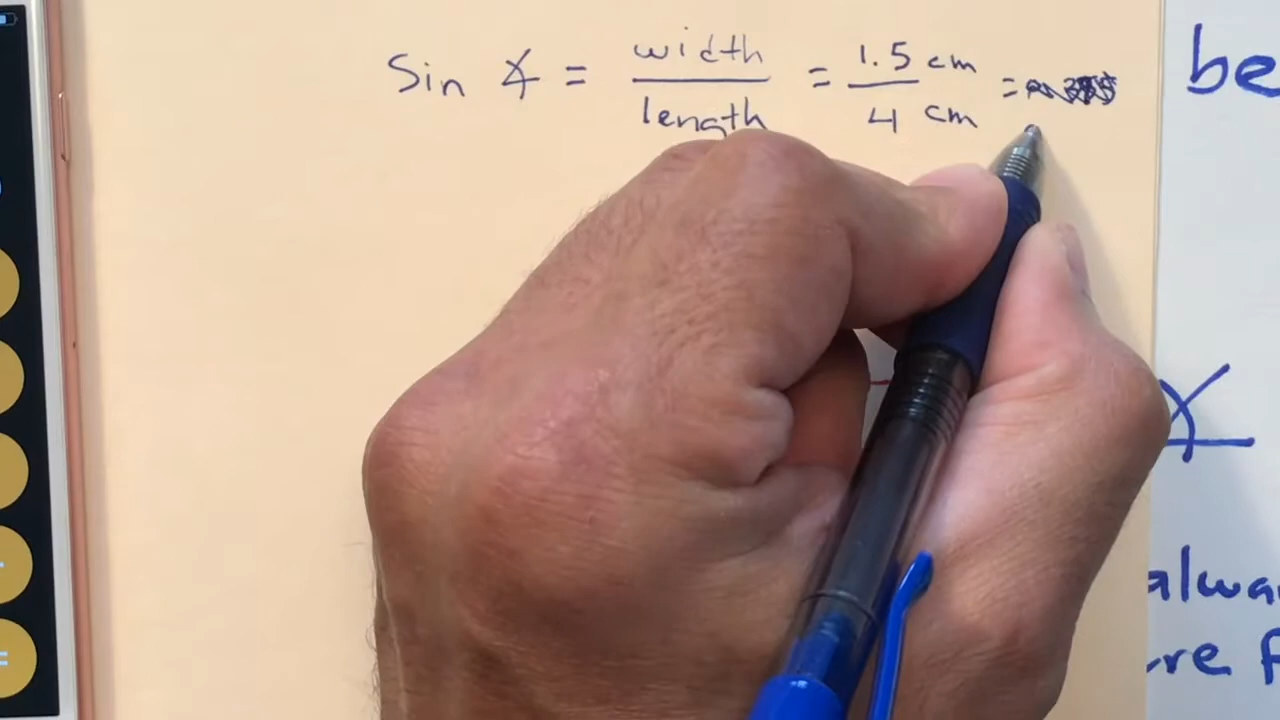 Sin ∡ = width / length = 1.5 cm / 4 cm =
be
alwa
re f